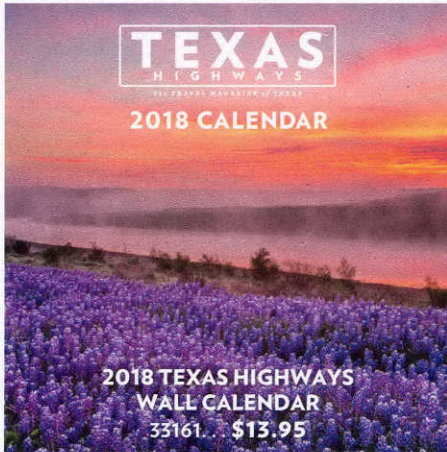 TEXAS
HIGHWAYS
THE TRAVEL MAGAZINE of TEXAS
2018 CALENDAR
2018 TEXAS HIGHWAYS
WALL CALENDAR
33161... $13.95